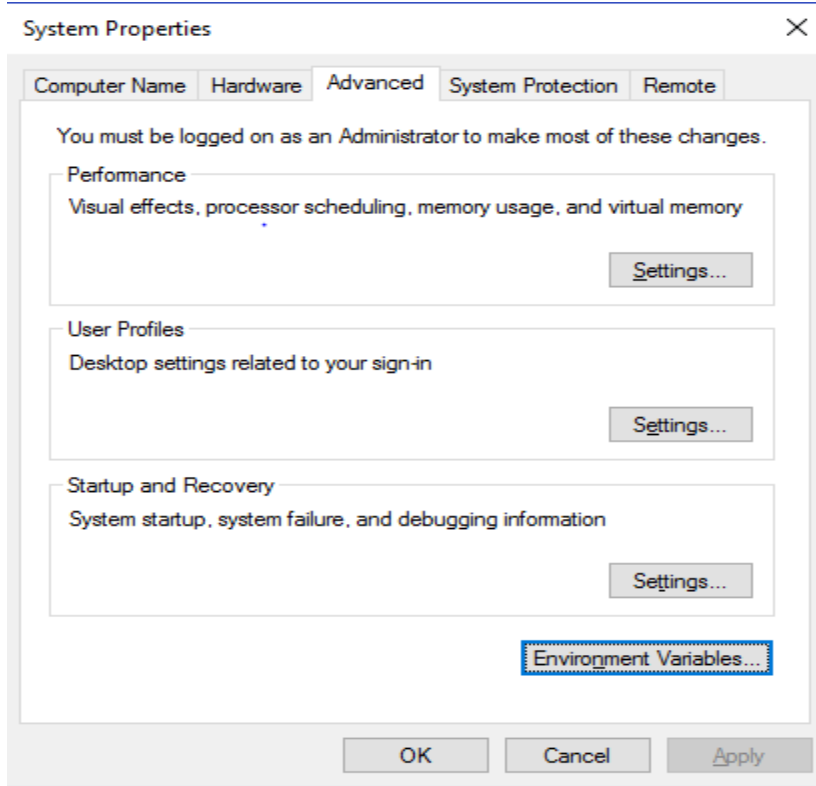 System Properties
Computer Name Hardware Advanced System Protection Remote
You must be logged on as an Administrator to make most of these changes.
Performance
Visual effects, processor scheduling, memory usage, and virtual memory
Settings...
User Profiles
Desktop settings related to your sign-in
Settings...
Startup and Recovery
System startup, system failure, and debugging information
Settings...
Environment Variables...
OK Cancel Apply